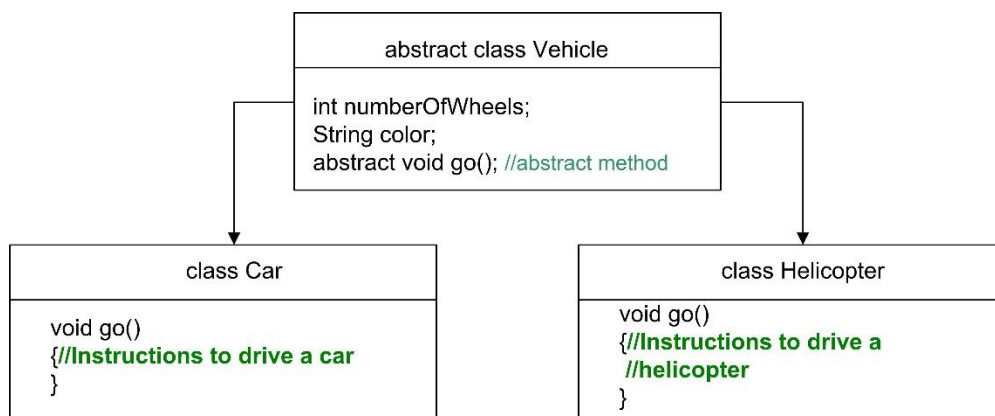 abstract class Vehicle
int numberOfWheels;
String color;
abstract void go(); //abstract method
class Car
void go()
{//Instructions to drive a car
}
class Helicopter
void go()
{//Instructions to drive a
//helicopter
}